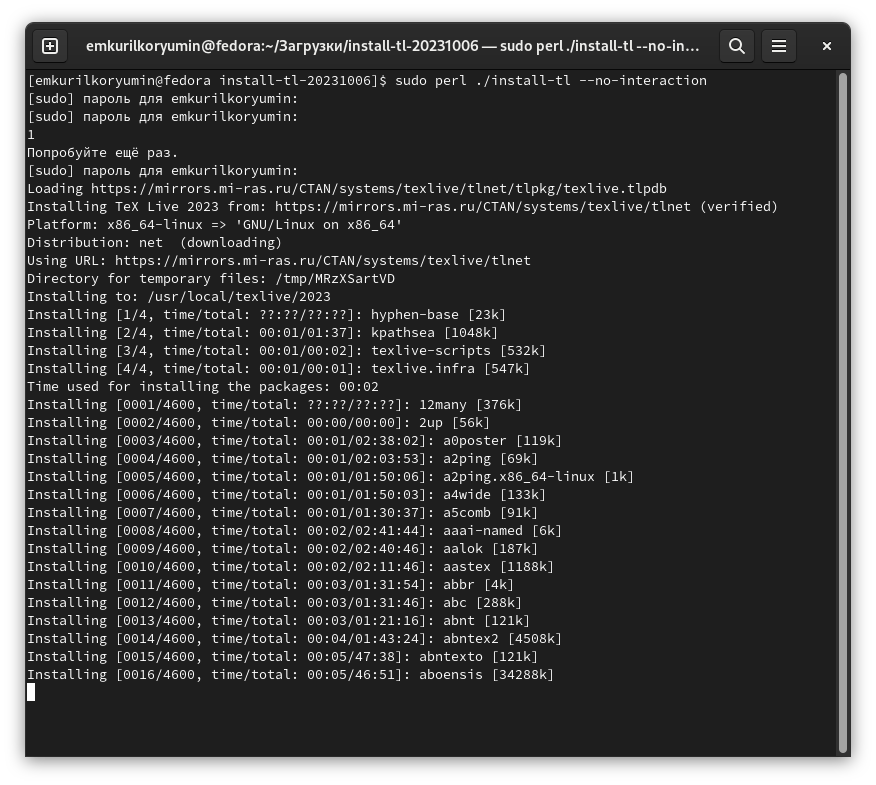 emkurilkoryumin@fedora:~/Загрузки/install-tl-20231006 — sudo perl ./install-tl --no-in...
[emkurilkoryumin@fedora install-tl-20231006]$ sudo perl ./install-tl --no-interaction
[sudo] пароль для emkurilkoryumin:
[sudo] пароль для emkurilkoryumin:
1
Попробуйте ещё раз.
[sudo] пароль для emkurilkoryumin:
Loading https://mirrors.mi-ras.ru/CTAN/systems/texlive/tlnet/tlpkg/texlive.tlpdb
Installing TeX Live 2023 from: https://mirrors.mi-ras.ru/CTAN/systems/texlive/tlnet (verified)
Platform: x86_64-linux => 'GNU/Linux on x86_64'
Distribution: net  (downloading)
Using URL: https://mirrors.mi-ras.ru/CTAN/systems/texlive/tlnet
Directory for temporary files: /tmp/MRzXSartVD
Installing to: /usr/local/texlive/2023
Installing [1/4, time/total: ??:??/??:??]: hyphen-base [23k]
Installing [2/4, time/total: 00:01/01:37]: kpathsea [1048k]
Installing [3/4, time/total: 00:01/00:02]: texlive-scripts [532k]
Installing [4/4, time/total: 00:01/00:01]: texlive.infra [547k]
Time used for installing the packages: 00:02
Installing [0001/4600, time/total: ??:??/??:??]: 12many [376k]
Installing [0002/4600, time/total: 00:00/00:00]: 2up [56k]
Installing [0003/4600, time/total: 00:01/02:38:02]: a0poster [119k]
Installing [0004/4600, time/total: 00:01/02:03:53]: a2ping [69k]
Installing [0005/4600, time/total: 00:01/01:50:06]: a2ping.x86_64-linux [1k]
Installing [0006/4600, time/total: 00:01/01:50:03]: a4wide [133k]
Installing [0007/4600, time/total: 00:01/01:30:37]: a5comb [91k]
Installing [0008/4600, time/total: 00:02/02:41:44]: aaai-named [6k]
Installing [0009/4600, time/total: 00:02/02:40:46]: aalok [187k]
Installing [0010/4600, time/total: 00:02/02:11:46]: aastex [1188k]
Installing [0011/4600, time/total: 00:03/01:31:54]: abbr [4k]
Installing [0012/4600, time/total: 00:03/01:31:46]: abc [288k]
Installing [0013/4600, time/total: 00:03/01:21:16]: abnt [121k]
Installing [0014/4600, time/total: 00:04/01:43:24]: abntex2 [4508k]
Installing [0015/4600, time/total: 00:05/47:38]: abntexto [121k]
Installing [0016/4600, time/total: 00:05/46:51]: aboensis [34288k]